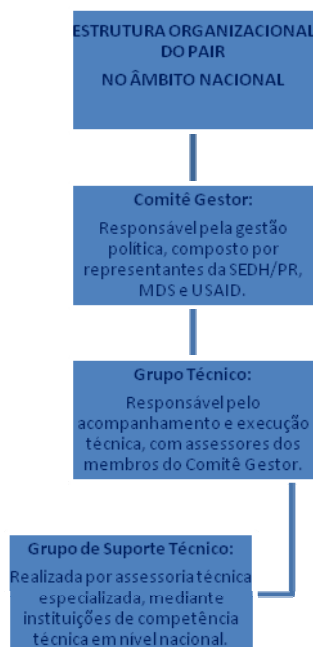 ESTRUTURA ORGANIZACIONAL
DO PAIR
NO ÂMBITO NACIONAL
Comitê Gestor:
Responsável pela gestão
política, composto por
representantes da SEDH/PR,
MDS e USAID.
Grupo Técnico:
Responsável pelo
acompanhamento e execução
técnica, com assessores dos
membros do Comitê Gestor.
Grupo de Suporte Técnico:
Realizada por assessoria técnica
especializada, mediante
instituições de competência
técnica em nível nacional.